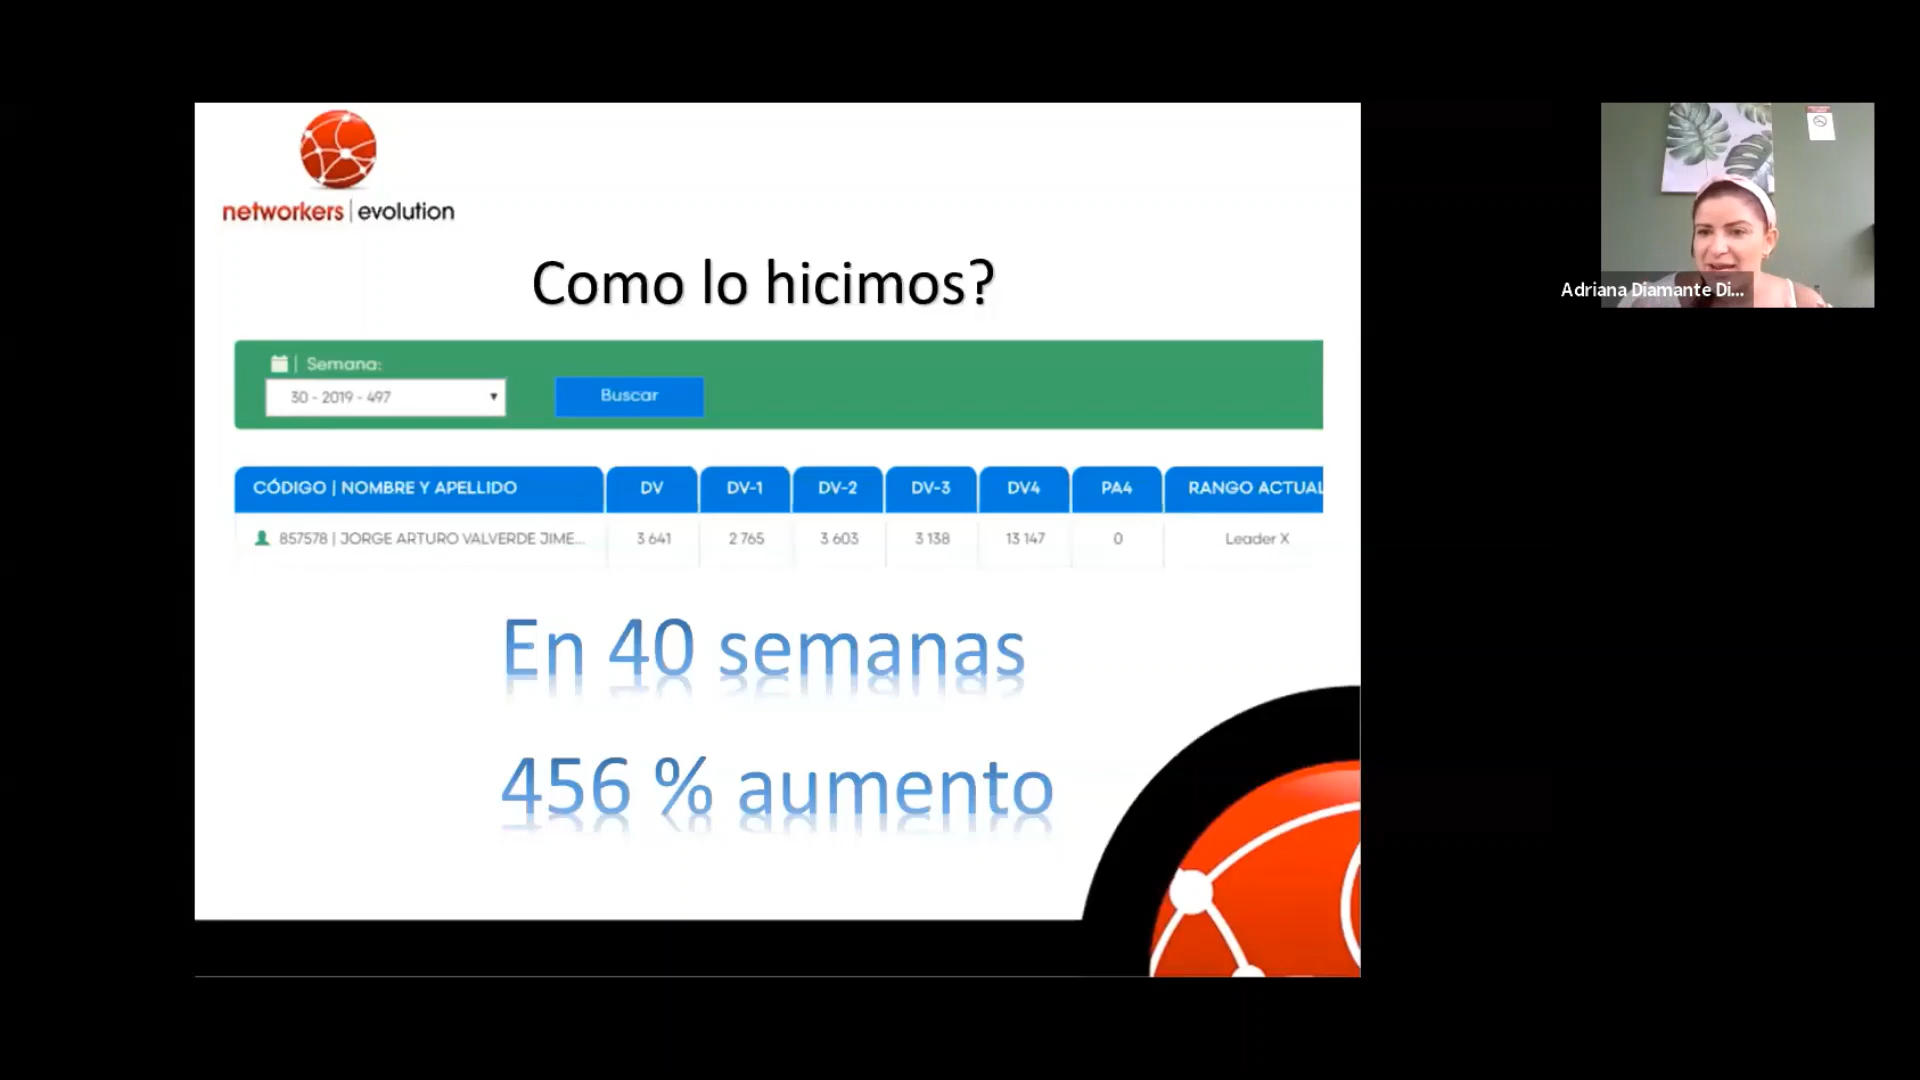 networkers | evolution
Como lo hicimos?
| Semana:
30 - 2019 - 497
Buscar
CÓDIGO | NOMBRE Y APELLIDO DV DV-1 DV-2 DV-3 DV4 PA4 RANGO ACTUAL
857578 | JORGE ARTURO VALVERDE JIME... 3 641 2 765 3 603 3 138 13 147 0 Leader X
En 40 semanas
456 % aumento
Adriana Diamante Di...